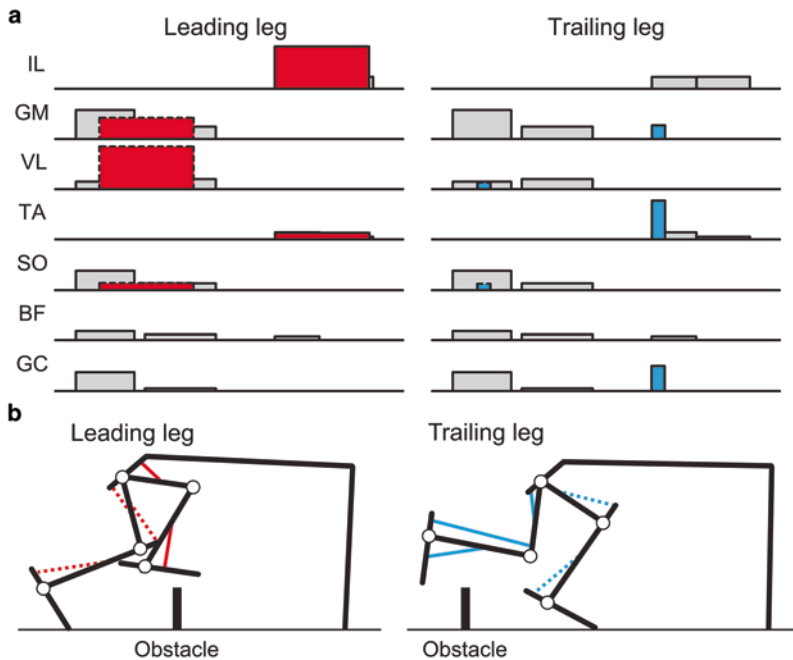 a
Leading leg
Trailing leg
IL
GM
VL
TA
SO
BF
GC
b
Leading leg
Trailing leg
Obstacle
Obstacle